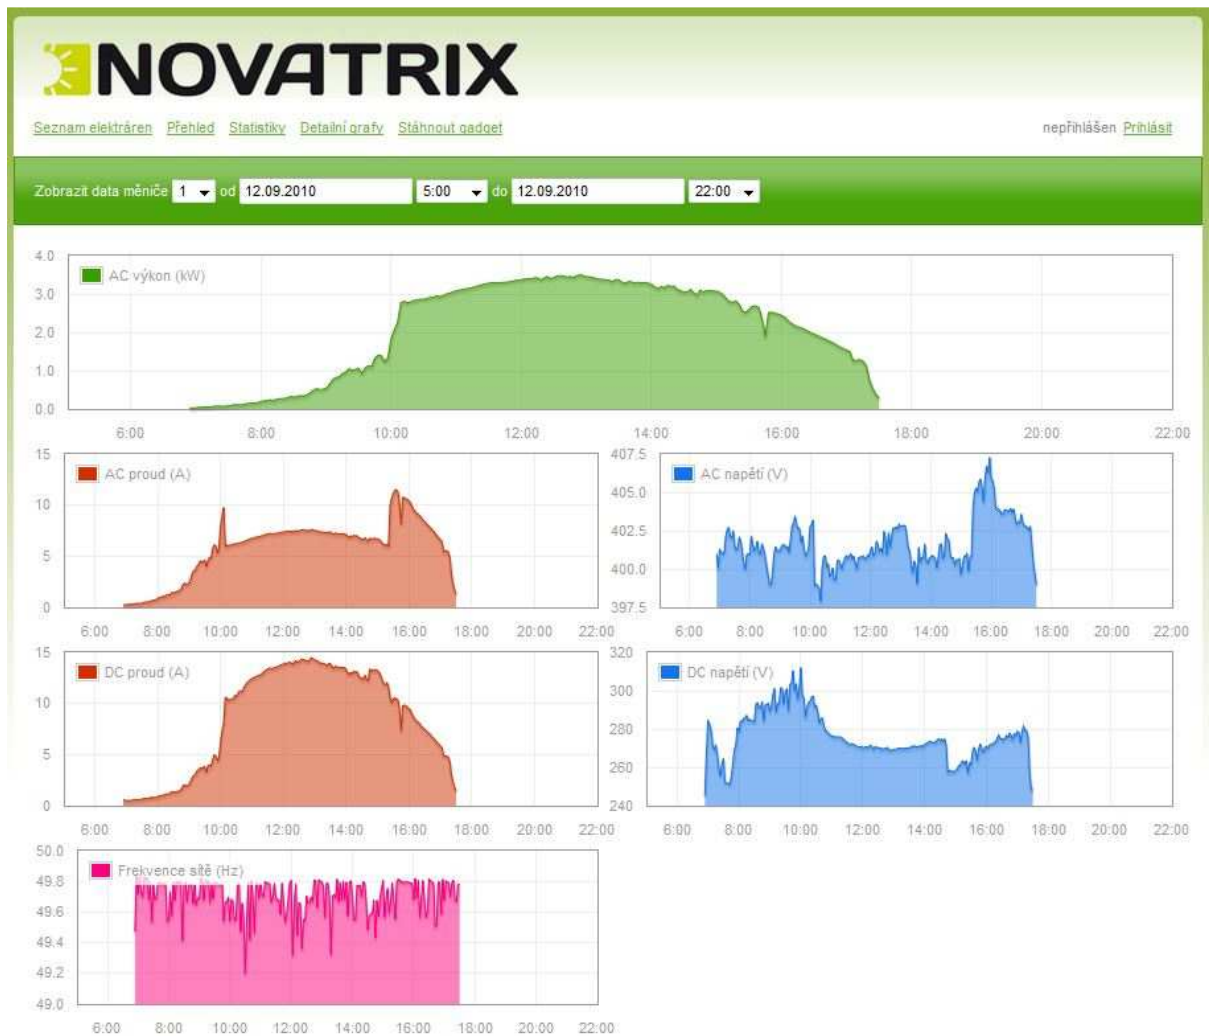 NOVATRIX
Seznam elektráren Přehled Statistiky Detailní grafy Stáhnout gadget nepřihlášen Prihlásit
Zobrazit data měniče 1 od 12.09.2010 5:00 do 12.09.2010 22:00
4.0
AC výkon (kW)
3.0
2.0
1.0
0.0
6:00 8:00 10:00 12:00 14:00 16:00 18:00 20:00 22:00
15
AC proud (A)
10
5
0
6:00 8:00 10:00 12:00 14:00 16:00 18:00 20:00 22:00
407.5
AC napětí (V)
405.0
402.5
400.0
397.5
6:00 8:00 10:00 12:00 14:00 16:00 18:00 20:00 22:00
15
DC proud (A)
10
5
0
6:00 8:00 10:00 12:00 14:00 16:00 18:00 20:00 22:00
320
DC napětí (V)
300
280
260
240
6:00 8:00 10:00 12:00 14:00 16:00 18:00 20:00 22:00
50.0
Frekvence sítě (Hz)
49.8
49.6
49.4
49.2
49.0
6:00 8:00 10:00 12:00 14:00 16:00 18:00 20:00 22:00